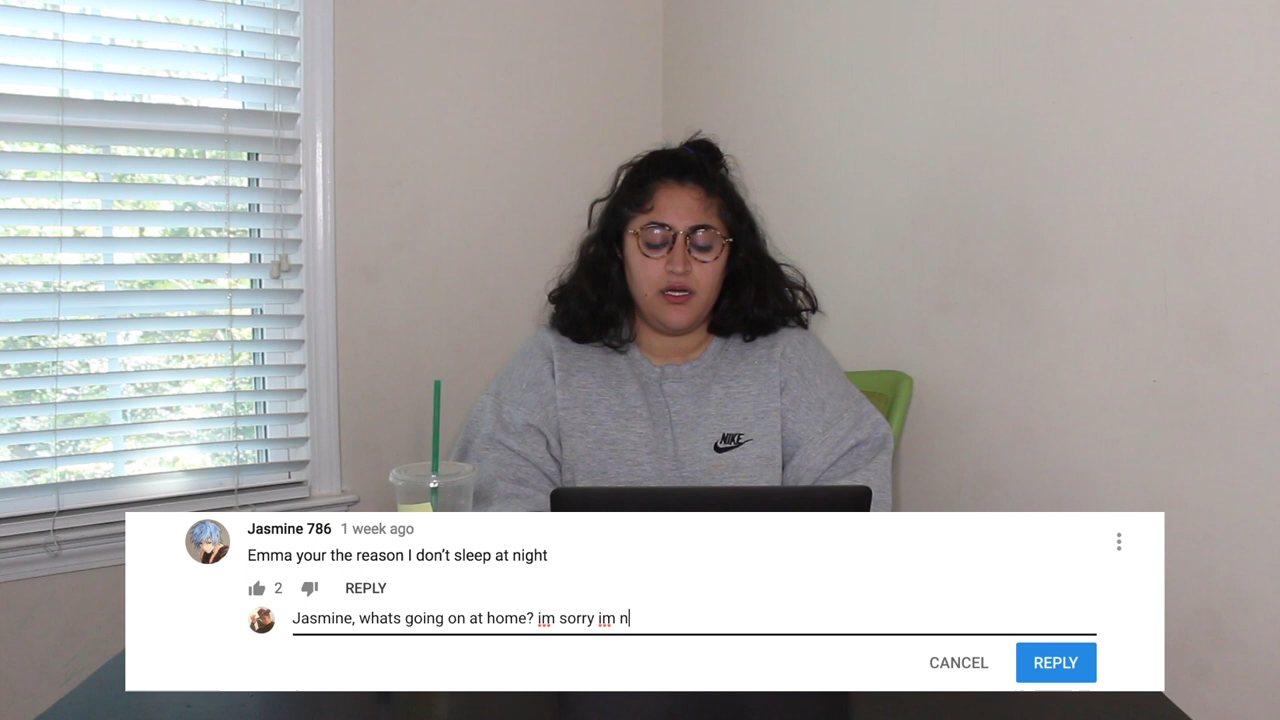 NIKE
Jasmine 786 1 week ago
Emma your the reason I don’t sleep at night
2 REPLY
Jasmine, whats going on at home? im sorry im n
CANCEL REPLY